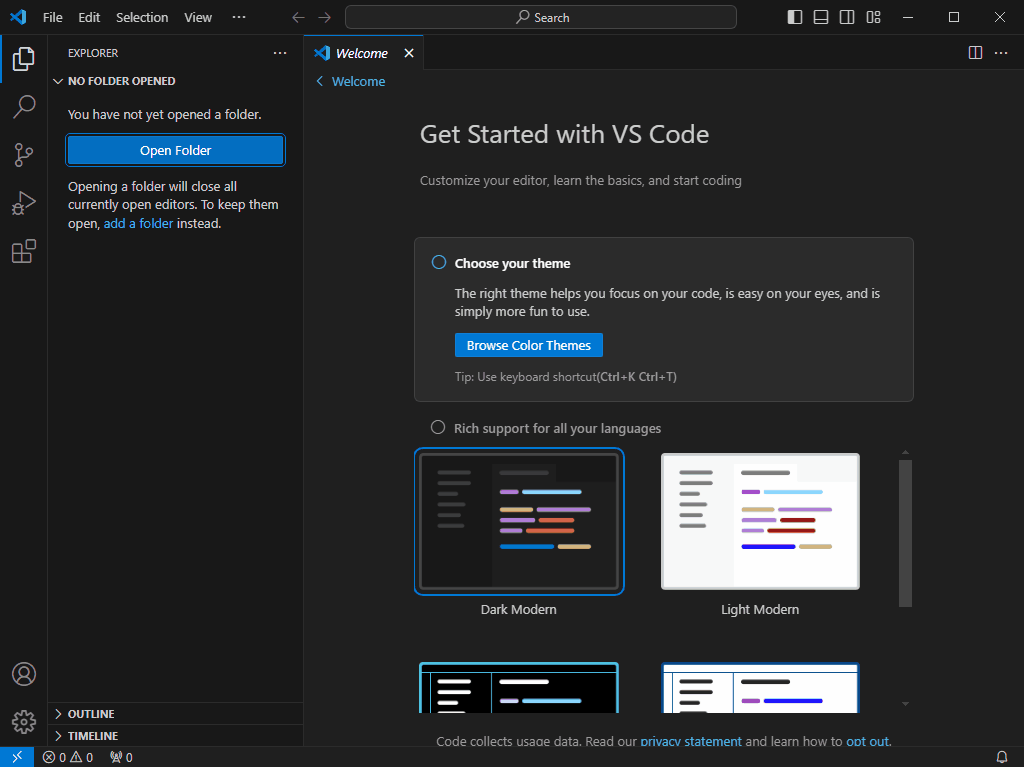 File Edit Selection View ··· Search
EXPLORER ···
Welcome
NO FOLDER OPENED
Welcome
You have not yet opened a folder.
Open Folder
Opening a folder will close all
currently open editors. To keep them
open, add a folder instead.
Get Started with VS Code
Customize your editor, learn the basics, and start coding
Choose your theme
The right theme helps you focus on your code, is easy on your eyes, and is
simply more fun to use.
Browse Color Themes
Tip: Use keyboard shortcut(Ctrl+K Ctrl+T)
Rich support for all your languages
Dark Modern
Light Modern
Code collects usage data. Read our privacy statement and learn how to opt out.
OUTLINE
TIMELINE
0 0 0